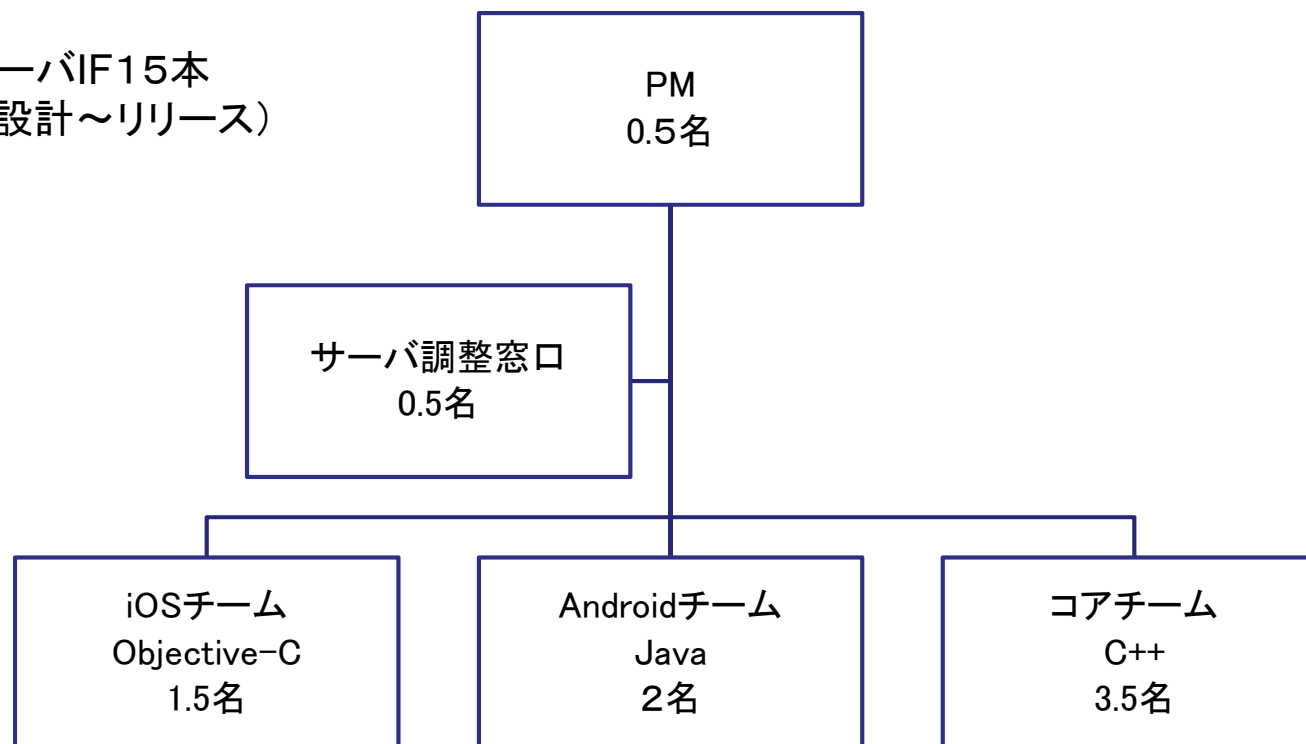 ーバIF15本
設計～リリース）
PM
0.5名
サーバ調整窓口
0.5名
iOSチーム
Objective-C
1.5名
Androidチーム
Java
2名
コアチーム
C++
3.5名